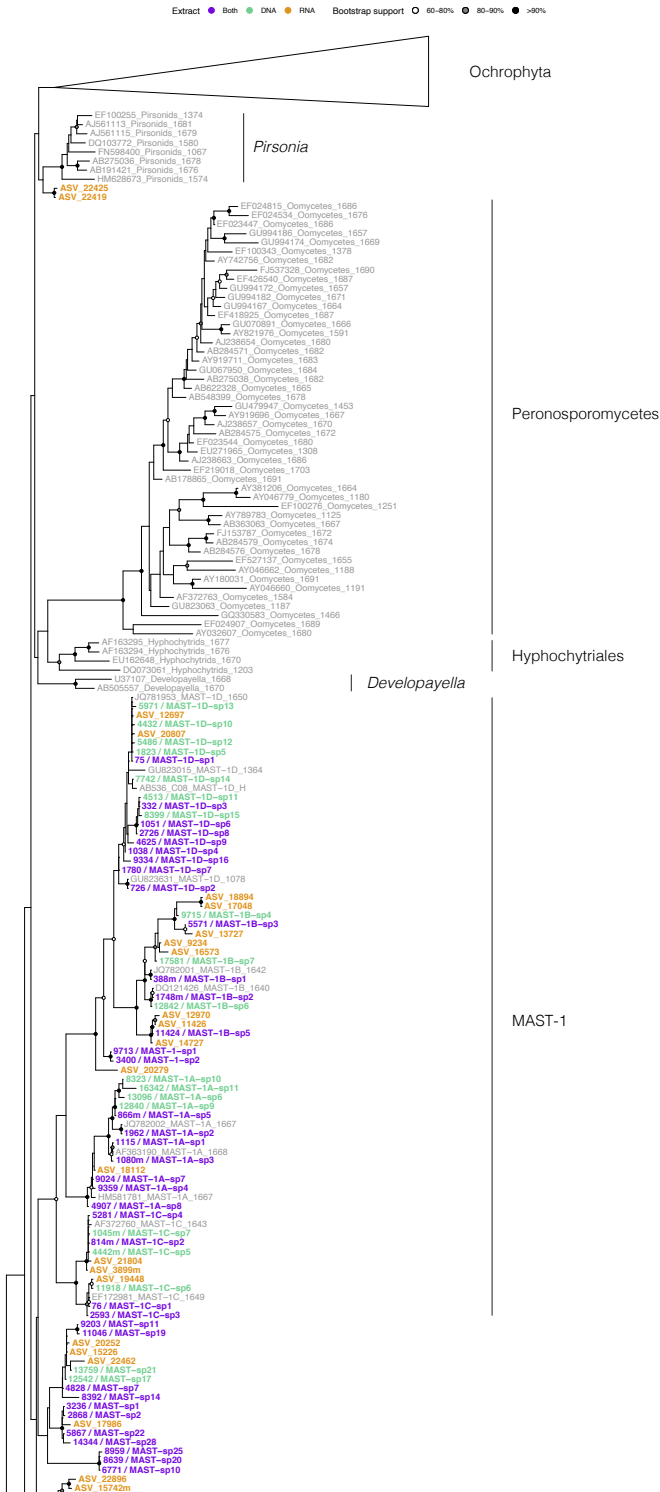 Extract Both DNA RNA Bootstrap support 60–80% 80–90% >90%
Ochrophyta
EF100255_Pirsonids_1374
AJ561113_Pirsonids_1681
AJ561115_Pirsonids_1679
DQ103772_Pirsonids_1580
FN598400_Pirsonids_1067
Pirsonia
AB275036_Pirsonids_1678
AB191421_Pirsonids_1676
HM628673_Pirsonids_1574
ASV_22425
ASV_22419
EF024815_Oomycetes_1686
EF024534_Oomycetes_1676
EF023447_Oomycetes_1686
GU994186_Oomycetes_1657
GU994174_Oomycetes_1669
EF100343_Oomycetes_1378
AY742756_Oomycetes_1682
FJ537328_Oomycetes_1690
EF426540_Oomycetes_1687
GU994172_Oomycetes_1657
GU994182_Oomycetes_1671
GU994167_Oomycetes_1664
EF418925_Oomycetes_1687
GU070891_Oomycetes_1666
AY821976_Oomycetes_1591
AJ238654_Oomycetes_1680
AB284571_Oomycetes_1682
AY919711_Oomycetes_1683
GU067950_Oomycetes_1684
AB275038_Oomycetes_1682
AB622328_Oomycetes_1665
AB548399_Oomycetes_1678
GU479947_Oomycetes_1453
AY919696_Oomycetes_1667
Peronosporomycetes
AJ238657_Oomycetes_1670
AB284575_Oomycetes_1672
EF023544_Oomycetes_1680
EU271965_Oomycetes_1308
AJ238663_Oomycetes_1686
EF219018_Oomycetes_1703
AB178865_Oomycetes_1691
AY381206_Oomycetes_1664
AY046779_Oomycetes_1180
EF100276_Oomycetes_1251
AY789783_Oomycetes_1125
AB363063_Oomycetes_1667
FJ153787_Oomycetes_1672
AB284579_Oomycetes_1674
AB284576_Oomycetes_1678
EF527137_Oomycetes_1655
AY046662_Oomycetes_1188
AY180031_Oomycetes_1691
AY046660_Oomycetes_1191
AF372763_Oomycetes_1584
GU823063_Oomycetes_1187
GQ330583_Oomycetes_1466
EF024907_Oomycetes_1689
AY032607_Oomycetes_1680
AF163295_Hyphochytrids_1677
AF163294_Hyphochytrids_1676
Hyphochytriales
EU162648_Hyphochytrids_1670
DQ073061_Hyphochytrids_1203
U37107_Developayella_1668
Developayella
AB505557_Developayella_1670
JQ781953_MAST−1D_1650
5971 / MAST−1D−sp13
ASV_12697
4432 / MAST−1D−sp10
ASV_20807
5486 / MAST−1D−sp12
1823 / MAST−1D−sp5
75 / MAST−1D−sp1
GU823015_MAST−1D_1364
7742 / MAST−1D−sp14
AB536_C08_MAST−1D_H
4513 / MAST−1D−sp11
332 / MAST−1D−sp3
8399 / MAST−1D−sp15
1051 / MAST−1D−sp6
2726 / MAST−1D−sp8
4625 / MAST−1D−sp9
1038 / MAST−1D−sp4
9334 / MAST−1D−sp16
1780 / MAST−1D−sp7
GU823631_MAST−1D_1078
726 / MAST−1D−sp2
ASV_18894
ASV_17048
9715 / MAST−1B−sp4
5571 / MAST−1B−sp3
ASV_13727
ASV_9234
ASV_16573
17581 / MAST−1B−sp7
JQ782001_MAST−1B_1642
388m / MAST−1B−sp1
DQ121426_MAST−1B_1640
1748m / MAST−1B−sp2
12842 / MAST−1B−sp6
ASV_12970
MAST-1
ASV_11426
11424 / MAST−1B−sp5
ASV_14727
9713 / MAST−1−sp1
3400 / MAST−1−sp2
ASV_20279
8323 / MAST−1A−sp10
16342 / MAST−1A−sp11
13096 / MAST−1A−sp6
12840 / MAST−1A−sp9
866m / MAST−1A−sp5
JQ782002_MAST−1A_1667
1962 / MAST−1A−sp2
1115 / MAST−1A−sp1
AF363190_MAST−1A_1668
1080m / MAST−1A−sp3
ASV_18112
9024 / MAST−1A−sp7
9359 / MAST−1A−sp4
HM581781_MAST−1A_1667
4907 / MAST−1A−sp8
5281 / MAST−1C−sp4
AF372760_MAST−1C_1643
1045m / MAST−1C−sp7
814m / MAST−1C−sp2
4442m / MAST−1C−sp5
ASV_21804
ASV_3899m
ASV_19448
11918 / MAST−1C−sp6
EF172981_MAST−1C_1649
76 / MAST−1C−sp1
2593 / MAST−1C−sp3
9203 / MAST−sp11
11046 / MAST−sp19
ASV_20252
ASV_15226
ASV_22462
13759 / MAST−sp21
12542 / MAST−sp17
4828 / MAST−sp7
8392 / MAST−sp14
3236 / MAST−sp1
2868 / MAST−sp2
ASV_17986
5867 / MAST−sp22
14344 / MAST−sp28
8959 / MAST−sp25
8639 / MAST−sp20
6771 / MAST−sp10
ASV_22896
ASV_15742m